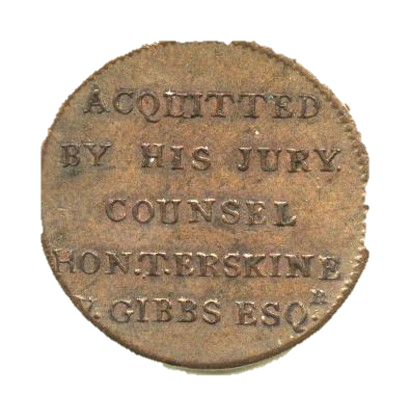 ACQUITTED
BY HIS JURY.
COUNSEL
HON.T.ERSKINE
V. GIBBS ESQ.R